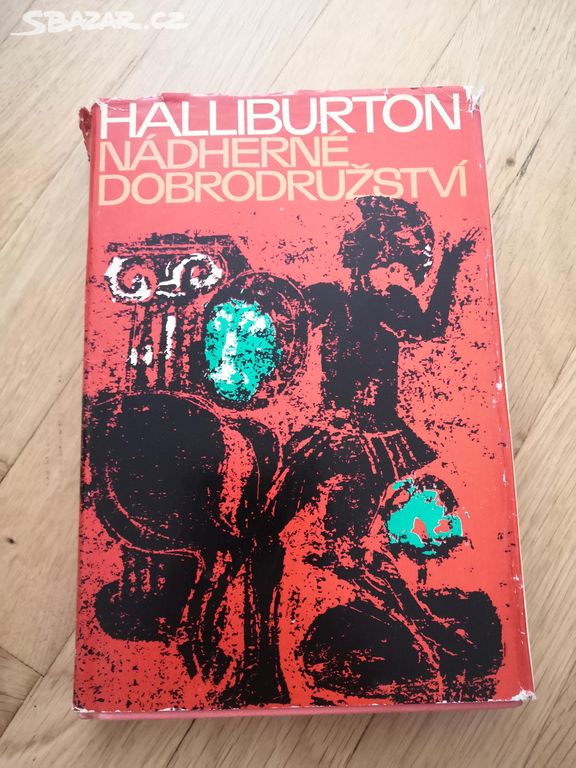 SBAZAR.CZ
HALLIBURTON
NÁDHERNÉ
DOBRODRUŽSTVÍ